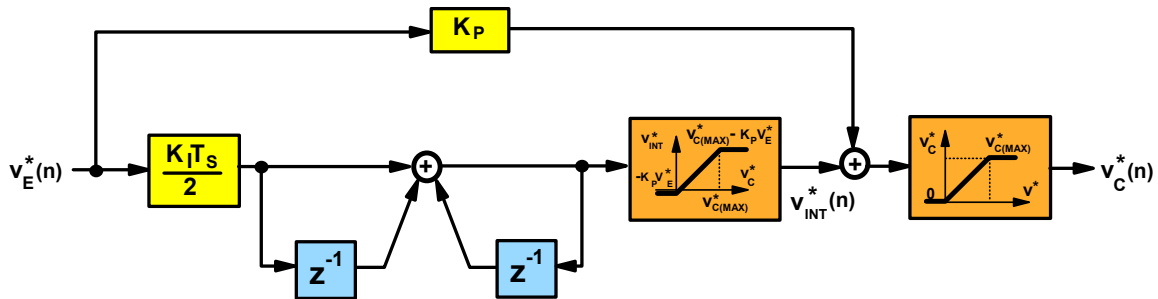 K_P
v*_E(n)
K_I T_S
2
+
z^-1
z^-1
v*_INT
v*_C(MAX) - K_P V*_E
-K_P V*_E
v*_C
v*_C(MAX)
v*_INT(n)
+
v*_C
v*_C(MAX)
0
v*
v*_C(n)